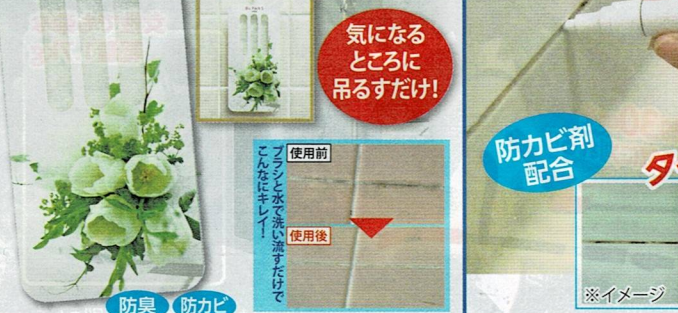 気になる
ところに
吊るすだけ!
使用前
使用後
ブラシと水で洗い流すだけで
こんなにキレイ!
防臭
防カビ
防カビ剤
配合
※イメージ